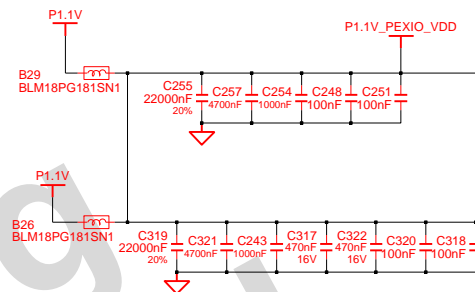 P1.1V
P1.1V_PEXIO_VDD
B29
BLM18PG181SN1
C255
22000nF
20%
C257
4700nF
C254
1000nF
C248
100nF
C251
100nF
P1.1V
B26
BLM18PG181SN1
C319
22000nF
20%
C321
4700nF
C243
1000nF
C317
470nF
16V
C322
470nF
16V
C320
100nF
C318
100nF